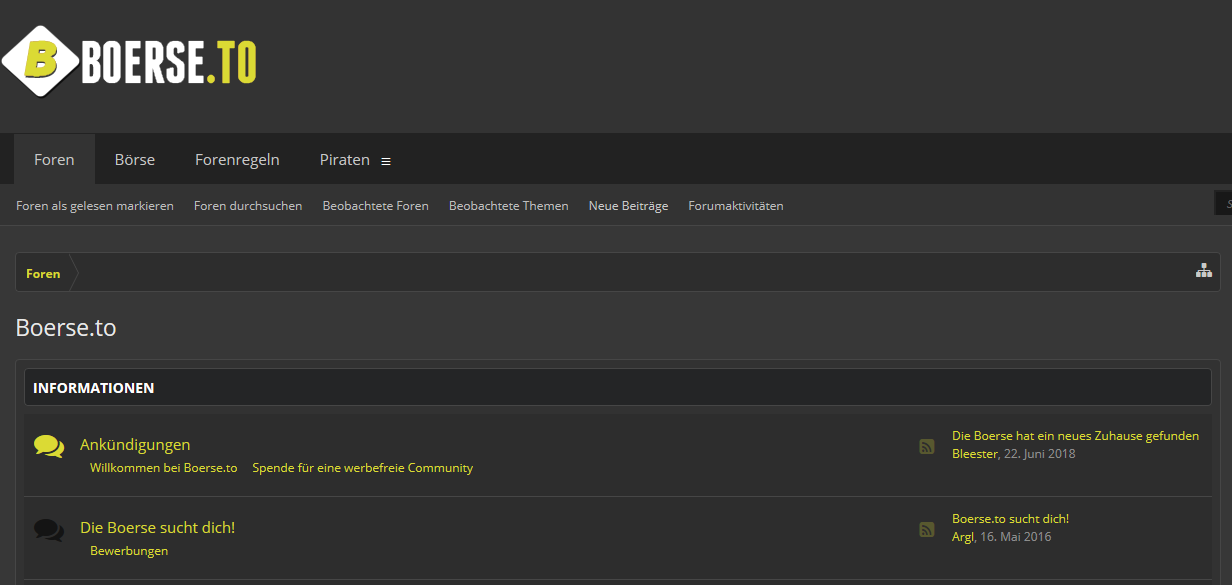 B BOERSE.TO
Foren Börse Forenregeln Piraten
Foren als gelesen markieren Foren durchsuchen Beobachtete Foren Beobachtete Themen Neue Beiträge Forumaktivitäten
Foren
Boerse.to
INFORMATIONEN
Ankündigungen
Willkommen bei Boerse.to Spende für eine werbefreie Community
Die Boerse hat ein neues Zuhause gefunden
Bleester, 22. Juni 2018
Die Boerse sucht dich!
Bewerbungen
Boerse.to sucht dich!
Argl, 16. Mai 2016